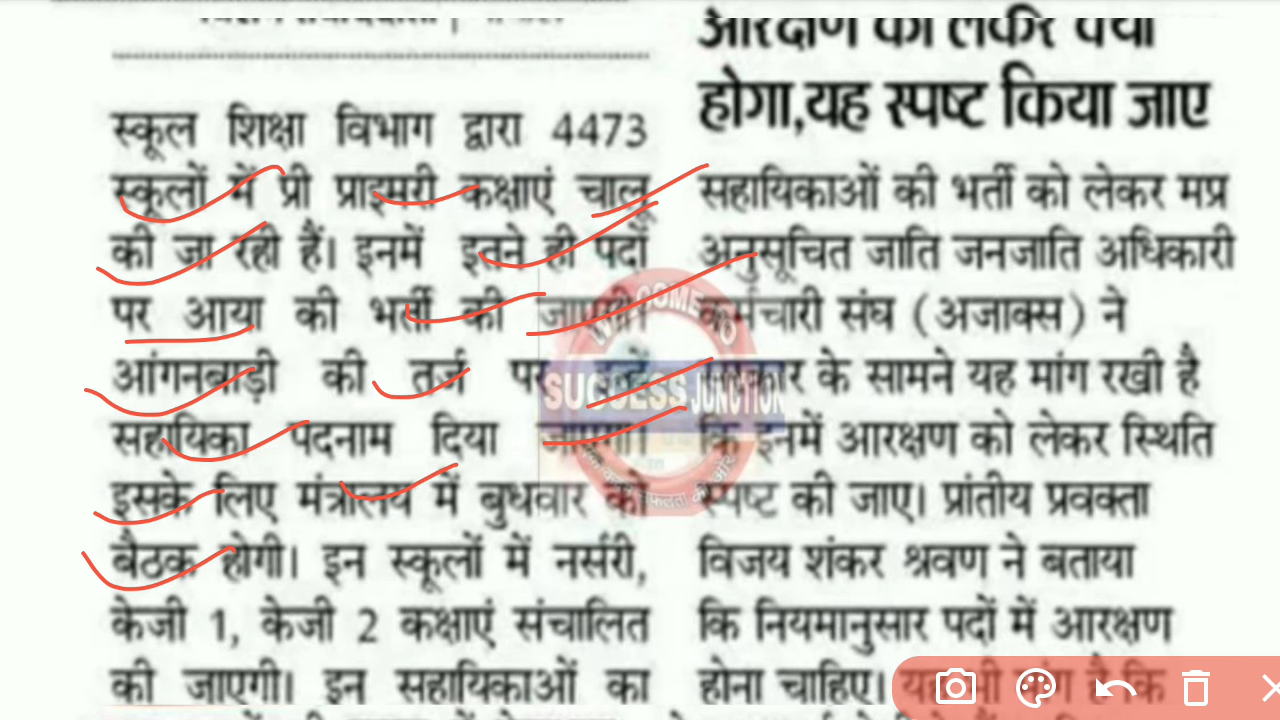 आरक्षण को लेकर क्या
होगा,यह स्पष्ट किया जाए
स्कूल शिक्षा विभाग द्वारा 4473
स्कूलों में प्री प्राइमरी कक्षाएं चालू
की जा रही हैं। इनमें इतने ही पदों
पर आया की भर्ती की जाएगी।
आंगनबाड़ी की तर्ज पर
सहायिका पदनाम दिया जाएगा।
इसके लिए मंत्रालय में बुधवार को
बैठक होगी। इन स्कूलों में नर्सरी,
केजी 1, केजी 2 कक्षाएं संचालित
की जाएगी। इन सहायिकाओं का
सहायिकाओं की भर्ती को लेकर मप्र
अनुसूचित जाति जनजाति अधिकारी
कर्मचारी संघ (अजाक्स) ने
सरकार के सामने यह मांग रखी है
कि इनमें आरक्षण को लेकर स्थिति
स्पष्ट की जाए। प्रांतीय प्रवक्ता
विजय शंकर श्रवण ने बताया
कि नियमानुसार पदों में आरक्षण
होना चाहिए।
WELCOME TO
SUCCESS JUNCTION